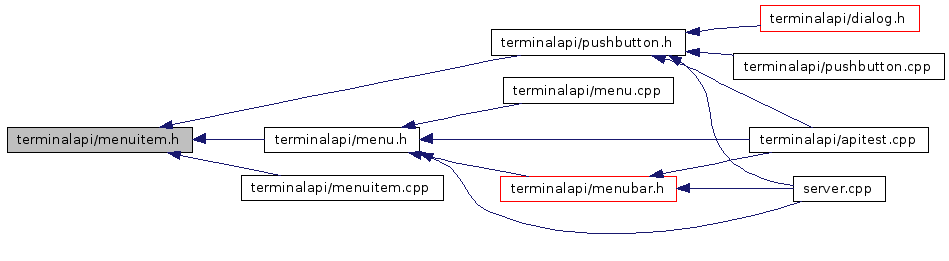 terminalapi/dialog.h
terminalapi/pushbutton.h
terminalapi/pushbutton.cpp
terminalapi/menu.cpp
terminalapi/menuitem.h
terminalapi/menu.h
terminalapi/apitest.cpp
terminalapi/menuitem.cpp
terminalapi/menubar.h
server.cpp